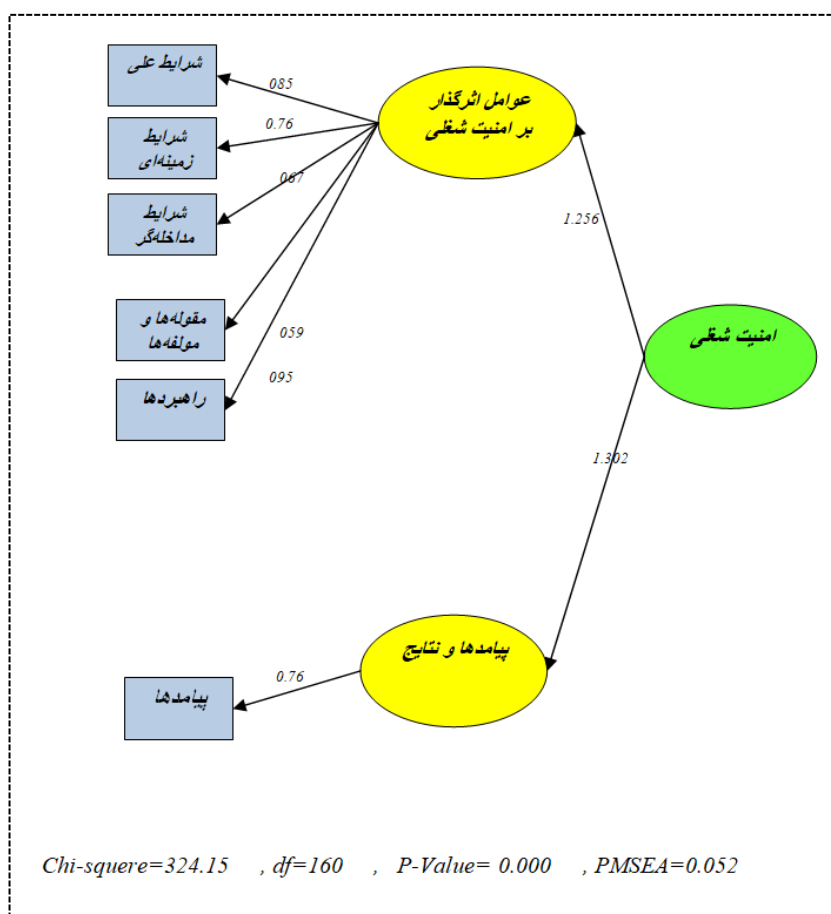 شرایط علی
عوامل اثرگذار
بر امنیت شغلی
085
شرایط
زمینه‌ای
0.76
067
شرایط
مداخله‌گر
1.256
مقوله‌ها و
مولفه‌ها
059
امنیت شغلی
راهبردها
095
1.302
پیامدها و نتایج
0.76
پیامدها
Chi-squere=324.15 , df=160 , P-Value= 0.000 , PMSEA=0.052